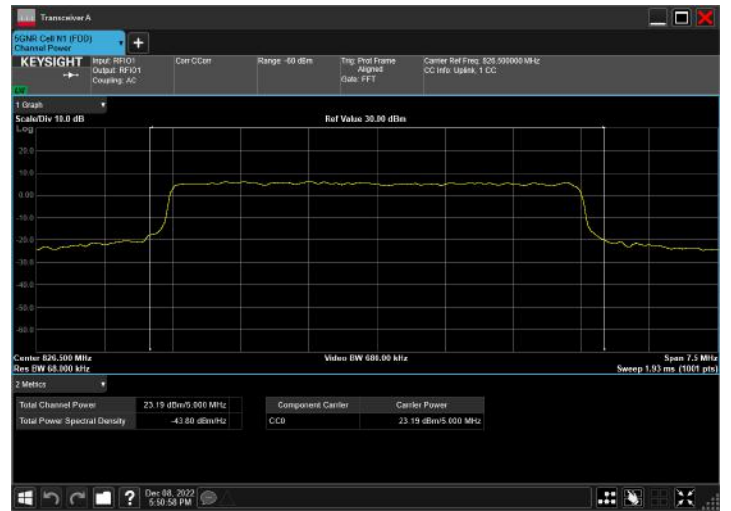 Transceiver A
5GNR Cell N1 (FDD)
Channel Power
KEYSIGHT
Input: RFIO1
Output: RFIO1
Coupling: AC
Corr CCorr
Range -60 dBm
Trig: Prot Frame
Aligned
Gate: FFT
Carrier Ref Freq: 826.500000 MHz
CC Info: Uplink, 1 CC
1 Graph
Scale/Div 10.0 dB
Ref Value 30.00 dBm
Log
20.0
10.0
0.00
-10.0
-20.0
-30.0
-40.0
-50.0
-60.0
Center 826.500 MHz
Video BW 680.00 kHz
Span 7.5 MHz
Res BW 68.000 kHz
Sweep 1.93 ms (1001 pts)
2 Metrics
Total Channel Power 23.19 dBm/5.000 MHz
Total Power Spectral Density -43.80 dBm/Hz
Component Carrier Carrier Power
CC0 23.19 dBm/5.000 MHz
?
Dec 08, 2022
5:50:58 PM